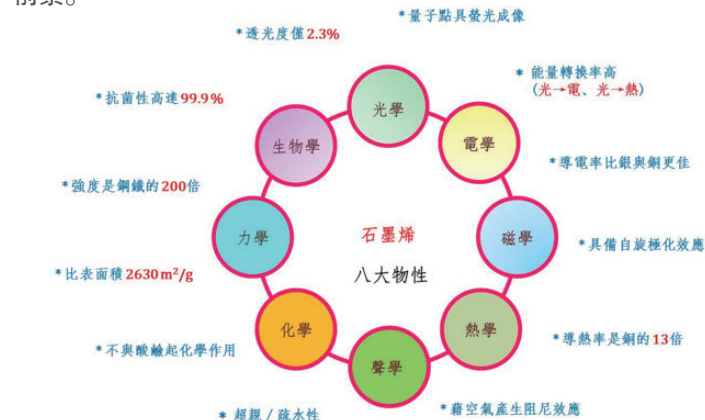 *量子點具螢光成像
*透光度僅2.3%
* 能量轉換率高
(光→電、光→熱)
*抗菌性高達99.9%
光學
生物學
電學
*導電率比銀與銅更佳
*強度是鋼鐵的200倍
力學
石墨烯
八大物性
磁學
*具備自旋極化效應
*比表面積2630m²/g
化學
熱學
*導熱率是銅的13倍
*不與酸鹼起化學作用
聲學
* 超親/疏水性
*藉空氣產生阻尼效應